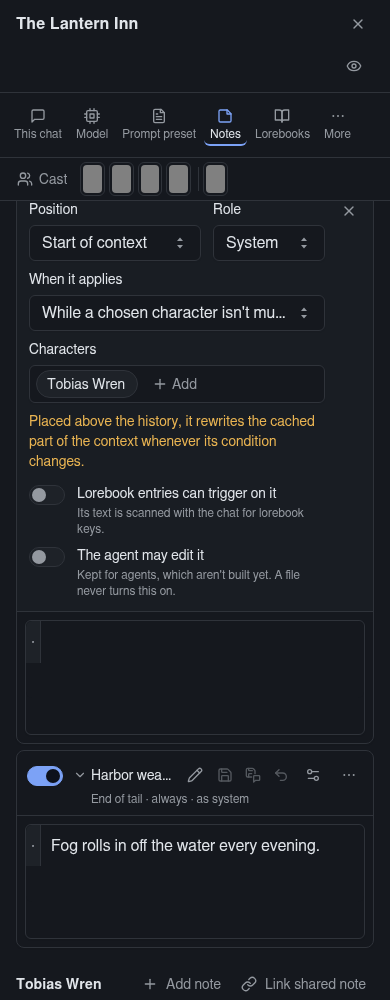 The Lantern Inn
This chat
Model
Prompt preset
Notes
Lorebooks
More
Cast
Position
Role
Start of context
System
When it applies
While a chosen character isn't mu...
Characters
Tobias Wren
Add
Placed above the history, it rewrites the cached
part of the context whenever its condition
changes.
Lorebook entries can trigger on it
Its text is scanned with the chat for lorebook
keys.
The agent may edit it
Kept for agents, which aren't built yet. A file
never turns this on.
Harbor wea...
End of tail · always · as system
Fog rolls in off the water every evening.
Tobias Wren
Add note
Link shared note